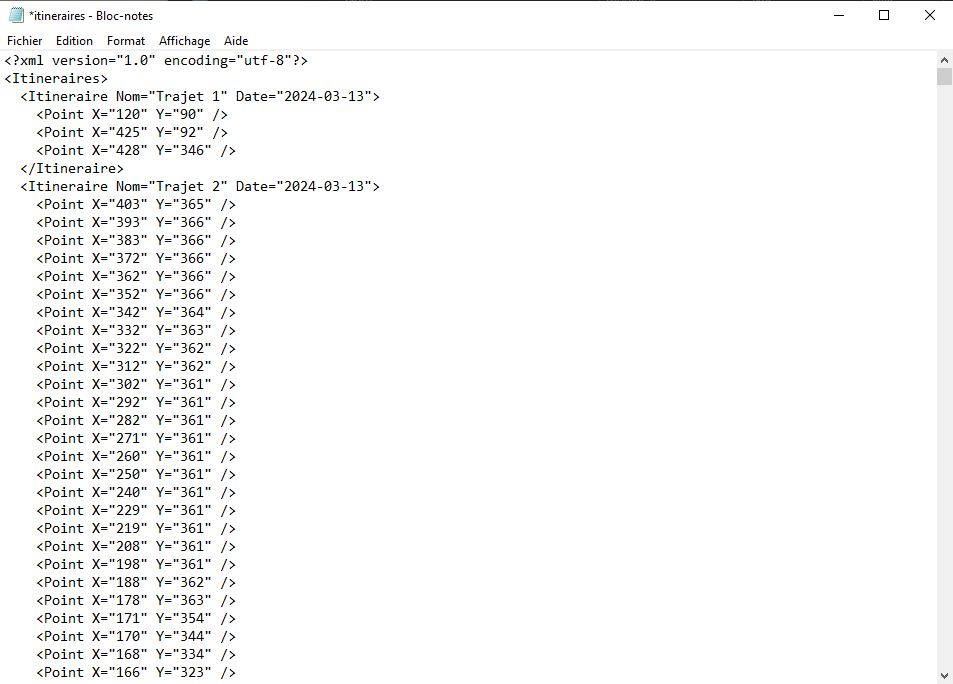 *itineraires - Bloc-notes
Fichier Edition Format Affichage Aide
<?xml version="1.0" encoding="utf-8"?>
<Itineraires>
  <Itineraire Nom="Trajet 1" Date="2024-03-13">
    <Point X="120" Y="90" />
    <Point X="425" Y="92" />
    <Point X="428" Y="346" />
  </Itineraire>
  <Itineraire Nom="Trajet 2" Date="2024-03-13">
    <Point X="403" Y="365" />
    <Point X="393" Y="366" />
    <Point X="383" Y="366" />
    <Point X="372" Y="366" />
    <Point X="362" Y="366" />
    <Point X="352" Y="366" />
    <Point X="342" Y="364" />
    <Point X="332" Y="363" />
    <Point X="322" Y="362" />
    <Point X="312" Y="362" />
    <Point X="302" Y="361" />
    <Point X="292" Y="361" />
    <Point X="282" Y="361" />
    <Point X="271" Y="361" />
    <Point X="260" Y="361" />
    <Point X="250" Y="361" />
    <Point X="240" Y="361" />
    <Point X="229" Y="361" />
    <Point X="219" Y="361" />
    <Point X="208" Y="361" />
    <Point X="198" Y="361" />
    <Point X="188" Y="362" />
    <Point X="178" Y="363" />
    <Point X="171" Y="354" />
    <Point X="170" Y="344" />
    <Point X="168" Y="334" />
    <Point X="166" Y="323" />